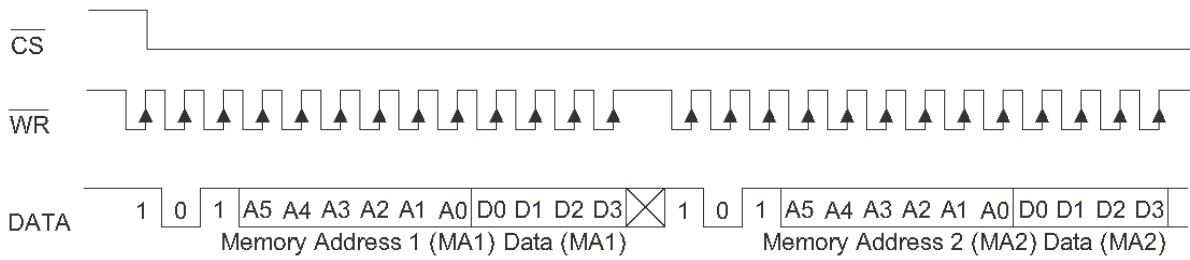 CS
WR
DATA 1 0 1 A5 A4 A3 A2 A1 A0 D0 D1 D2 D3 1 0 1 A5 A4 A3 A2 A1 A0 D0 D1 D2 D3
Memory Address 1 (MA1) Data (MA1) Memory Address 2 (MA2) Data (MA2)